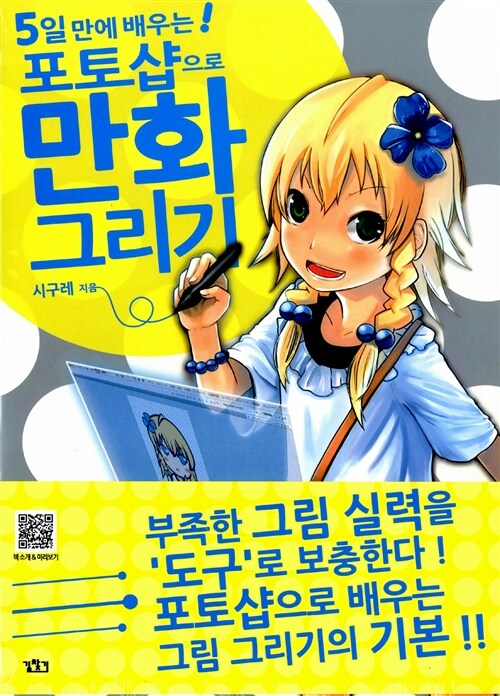 5일 만에 배우는!
포토샵으로
만화
그리기
시구레 지음
부족한 그림 실력을
'도구'로 보충한다!
포토샵으로 배우는
그림 그리기의 기본!!
책 소개 & 미리보기
길찾기